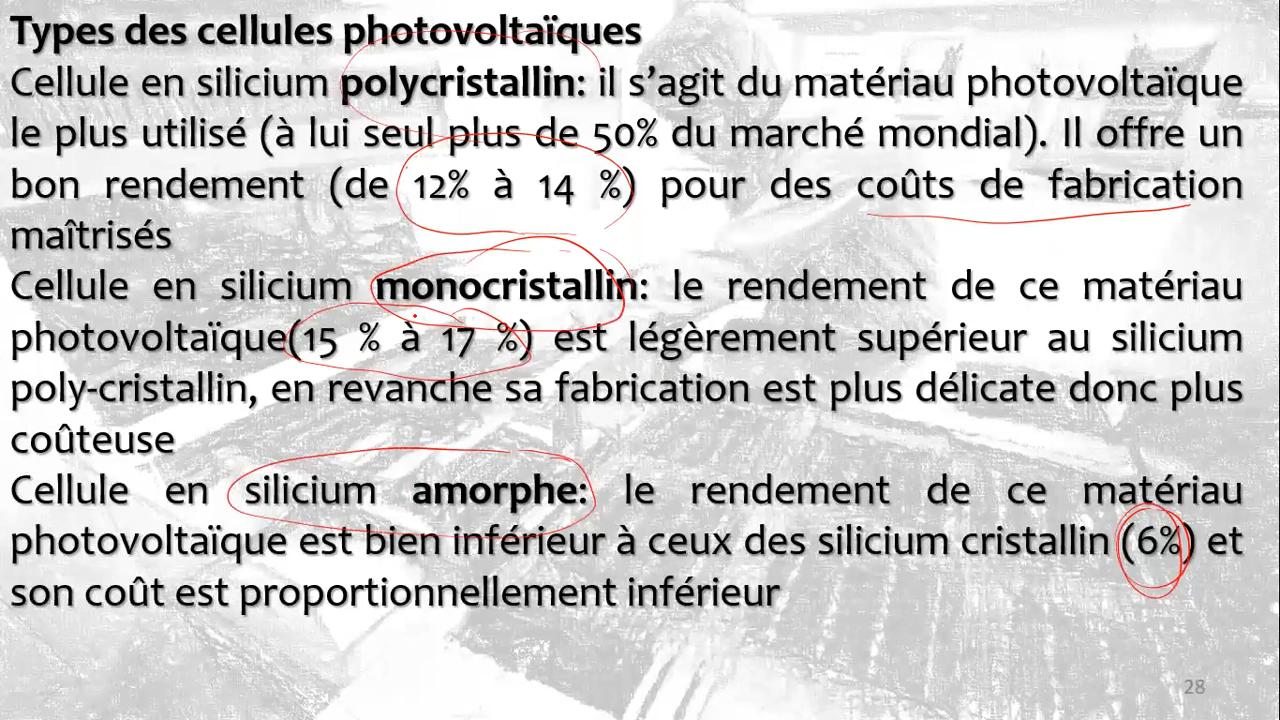 Types des cellules photovoltaïques
Cellule en silicium polycristallin: il s’agit du matériau photovoltaïque
le plus utilisé (à lui seul plus de 50% du marché mondial). Il offre un
bon rendement (de 12% à 14 %) pour des coûts de fabrication
maîtrisés
Cellule en silicium monocristallin: le rendement de ce matériau
photovoltaïque(15 % à 17 %) est légèrement supérieur au silicium
poly-cristallin, en revanche sa fabrication est plus délicate donc plus
coûteuse
Cellule en silicium amorphe: le rendement de ce matériau
photovoltaïque est bien inférieur à ceux des silicium cristallin (6%) et
son coût est proportionnellement inférieur
28